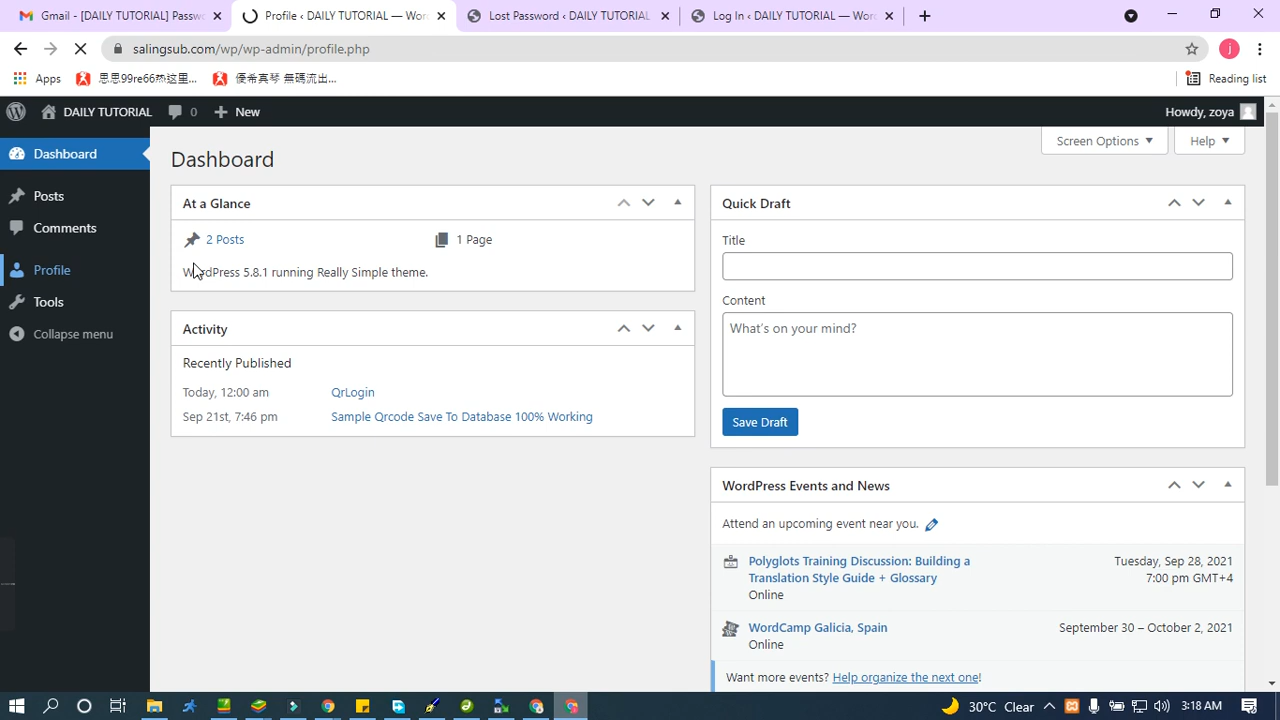 Gmail - [DAILY TUTORIAL] Passw
Profile ‹ DAILY TUTORIAL — Wor
Lost Password ‹ DAILY TUTORIAL
Log In ‹ DAILY TUTORIAL — Wor
salingsub.com/wp/wp-admin/profile.php
j
Apps
思思99re66热这里...
優希真琴 無碼流出...
Reading list
DAILY TUTORIAL
0
New
Howdy, zoya
Dashboard
Posts
Comments
Profile
Tools
Collapse menu
Dashboard
Screen Options
Help
At a Glance
2 Posts
1 Page
WordPress 5.8.1 running Really Simple theme.
Activity
Recently Published
Today, 12:00 am
QrLogin
Sep 21st, 7:46 pm
Sample Qrcode Save To Database 100% Working
Quick Draft
Title
Content
What's on your mind?
Save Draft
WordPress Events and News
Attend an upcoming event near you.
Polyglots Training Discussion: Building a
Translation Style Guide + Glossary
Online
Tuesday, Sep 28, 2021
7:00 pm GMT+4
WordCamp Galicia, Spain
Online
September 30 – October 2, 2021
Want more events? Help organize the next one!
30°C Clear
3:18 AM